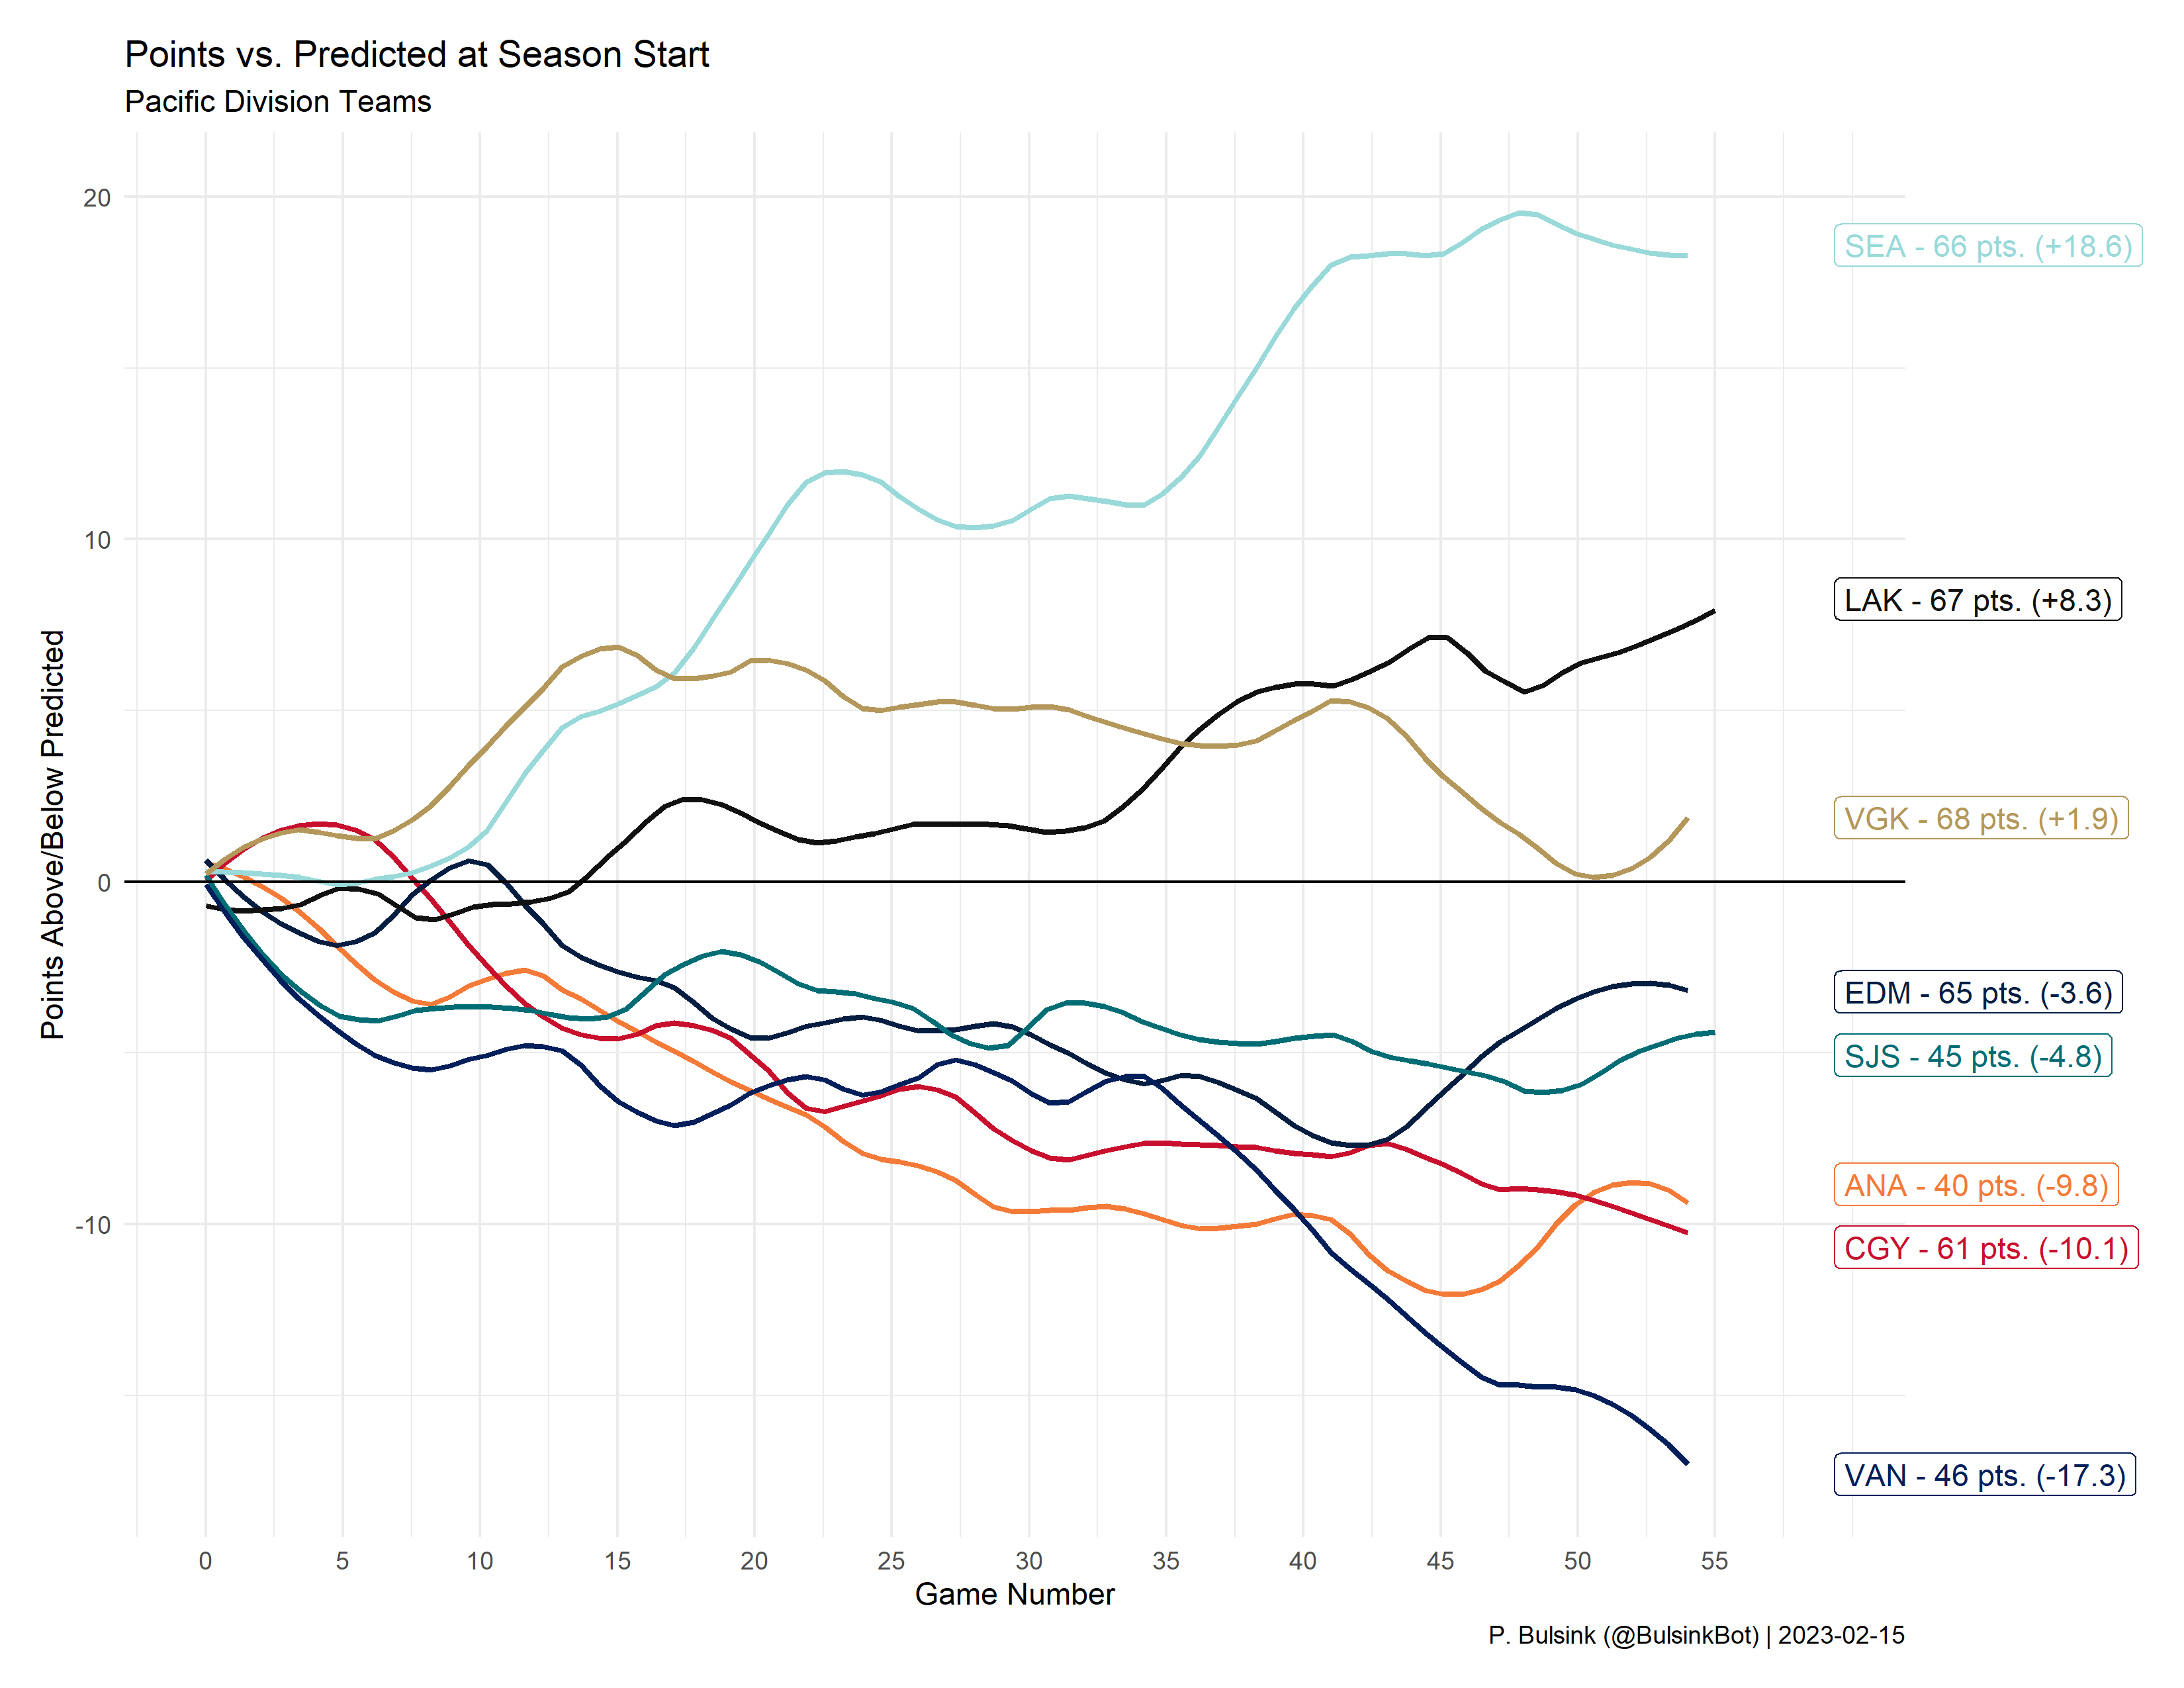 Points vs. Predicted at Season Start
Pacific Division Teams
Points Above/Below Predicted
20
10
0
-10
SEA - 66 pts. (+18.6)
LAK - 67 pts. (+8.3)
VGK - 68 pts. (+1.9)
EDM - 65 pts. (-3.6)
SJS - 45 pts. (-4.8)
ANA - 40 pts. (-9.8)
CGY - 61 pts. (-10.1)
VAN - 46 pts. (-17.3)
0 5 10 15 20 25 30 35 40 45 50 55
Game Number
P. Bulsink (@BulsinkBot) | 2023-02-15